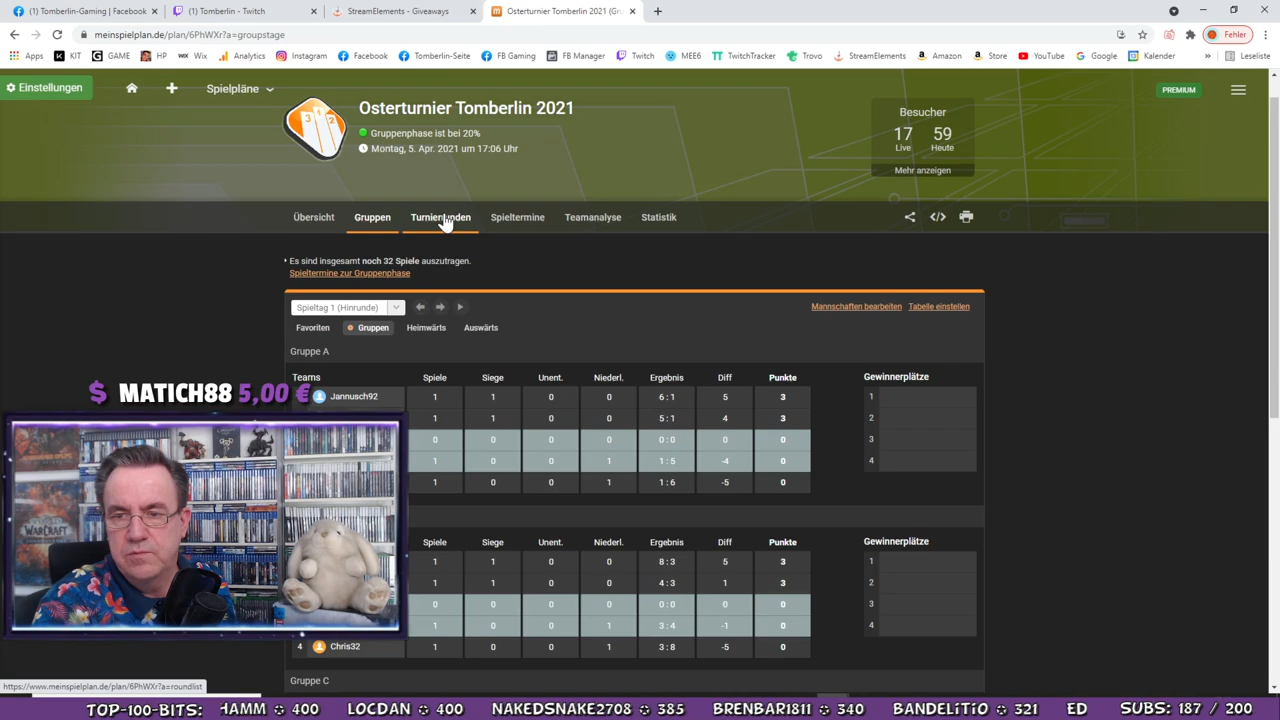 (1) Tomberlin-Gaming | Facebook
(1) Tomberlin - Twitch
StreamElements - Giveaways
Osterturnier Tomberlin 2021 (Gru
meinspielplan.de/plan/6PhWXr?a=groupstage
Fehler
Apps KIT GAME HP Wix Analytics Instagram Facebook Tomberlin-Seite FB Gaming FB Manager Twitch MEE6 TwitchTracker Trovo StreamElements Amazon Store YouTube Google Kalender » Leseliste
Einstellungen
Spielpläne
PREMIUM
Osterturnier Tomberlin 2021
Gruppenphase ist bei 20%
Montag, 5. Apr. 2021 um 17:06 Uhr
Besucher
17 59
Live Heute
Mehr anzeigen
Übersicht Gruppen Turnierrunden Spieltermine Teamanalyse Statistik
Es sind insgesamt noch 32 Spiele auszutragen.
Spieltermine zur Gruppenphase
Spieltag 1 (Hinrunde)
Mannschaften bearbeiten Tabelle einstellen
Favoriten Gruppen Heimwärts Auswärts
Gruppe A
Teams Spiele Siege Unent. Niederl. Ergebnis Diff Punkte Gewinnerplätze
Jannusch92 1 1 0 0 6 : 1 5 3 1
1 1 0 0 5 : 1 4 3 2
0 0 0 0 0 : 0 0 0 3
1 0 0 1 1 : 5 -4 0 4
1 0 0 1 1 : 6 -5 0
$ MATICH88 5,00 €
Spiele Siege Unent. Niederl. Ergebnis Diff Punkte Gewinnerplätze
1 1 0 0 8 : 3 5 3 1
1 1 0 0 4 : 3 1 3 2
0 0 0 0 0 : 0 0 0 3
1 0 0 1 3 : 4 -1 0 4
4 Chris32 1 0 0 1 3 : 8 -5 0
Gruppe C
WARCRAFT
https://www.meinspielplan.de/plan/6PhWXr?a=roundlist
TOP-100-BITS: HAMM 400 LOCDAN 400 NAKEDSNAKE2708 385 BRENBAR1811 340 BANDELITIO 321 ED SUBS: 187 / 200